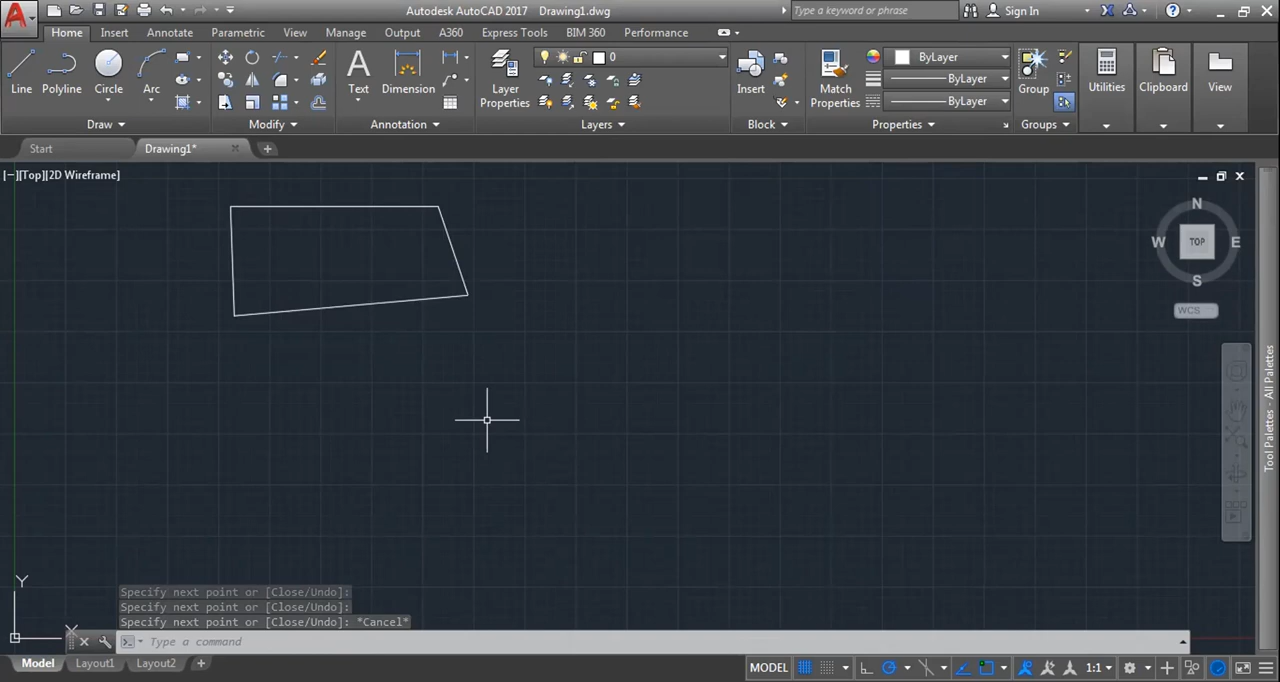 A Autodesk AutoCAD 2017 Drawing1.dwg Type a keyword or phrase Sign In
Home Insert Annotate Parametric View Manage Output A360 Express Tools BIM 360 Performance
Line Polyline Circle Arc Text Dimension Layer Properties 0 Insert Match Properties ByLayer ByLayer ByLayer Group Utilities Clipboard View
Draw Modify Annotation Layers Block Properties Groups
Start Drawing1* +
[−][Top][2D Wireframe]
N
W TOP E
S
WCS
Tool Palettes - All Palettes
Y
X
Specify next point or [Close/Undo]:
Specify next point or [Close/Undo]:
Specify next point or [Close/Undo]: *Cancel*
Type a command
Model Layout1 Layout2 + MODEL 1:1